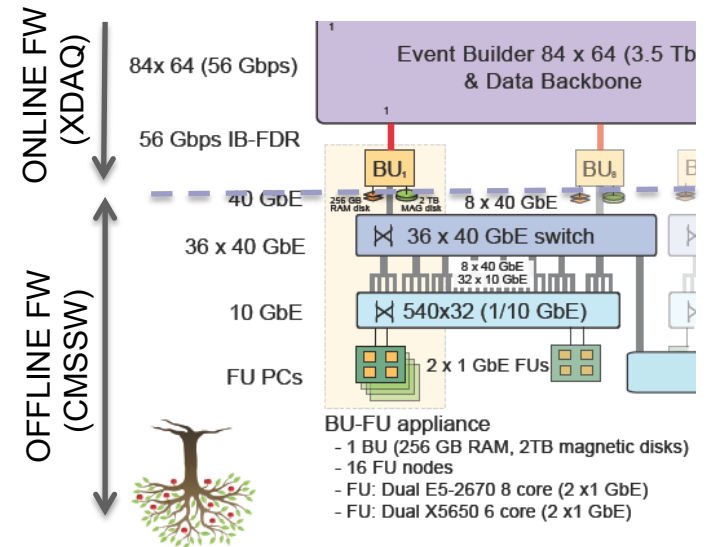 ONLINE FW
(XDAQ)
OFFLINE FW
(CMSSW)
84x 64 (56 Gbps)
56 Gbps IB-FDR
40 GbE
36 x 40 GbE
10 GbE
FU PCs
1
Event Builder 84 x 64 (3.5 Tb
& Data Backbone
1
BU1
BU8
B
256 GB
RAM disk
2 TB
MAG disk
8 x 40 GbE
36 x 40 GbE switch
8 x 40 GbE
32 x 10 GbE
540x32 (1/10 GbE)
2 x 1 GbE FUs
BU-FU appliance
- 1 BU (256 GB RAM, 2TB magnetic disks)
- 16 FU nodes
- FU: Dual E5-2670 8 core (2 x1 GbE)
- FU: Dual X5650 6 core (2 x1 GbE)